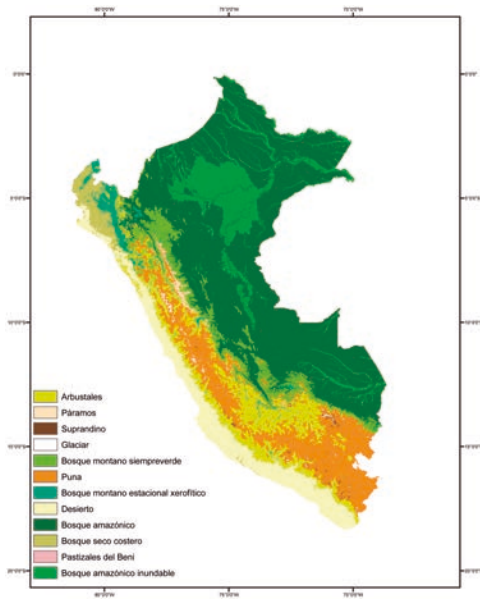 Arbustales
Páramos
Suprandino
Glaciar
Bosque montano siempreverde
Puna
Bosque montano estacional xerofítico
Desierto
Bosque amazónico
Bosque seco costero
Pastizales del Beni
Bosque amazónico inundable